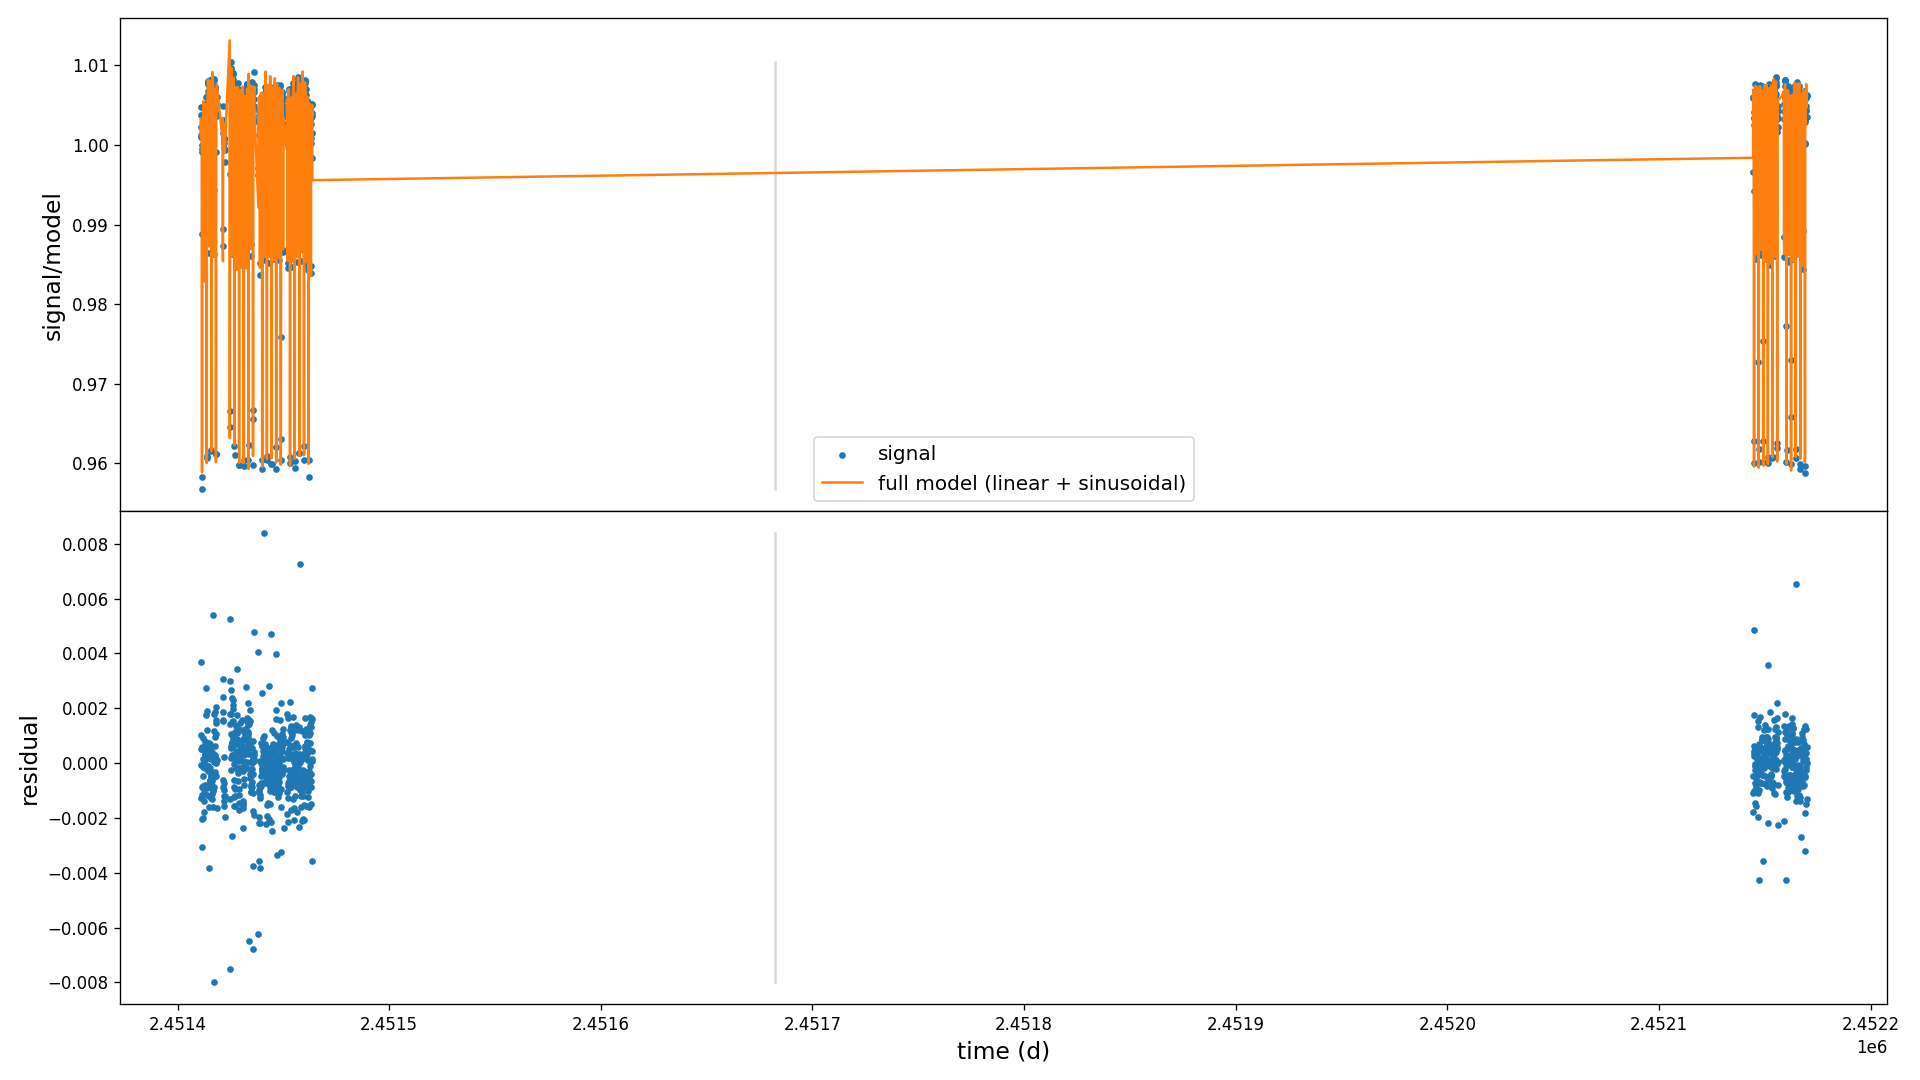 1.01
1.00
0.99
0.98
0.97
0.96
signal/model
signal
full model (linear + sinusoidal)
0.008
0.006
0.004
0.002
0.000
−0.002
−0.004
−0.006
−0.008
residual
2.4514 2.4515 2.4516 2.4517 2.4518 2.4519 2.4520 2.4521 2.4522
1e6
time (d)